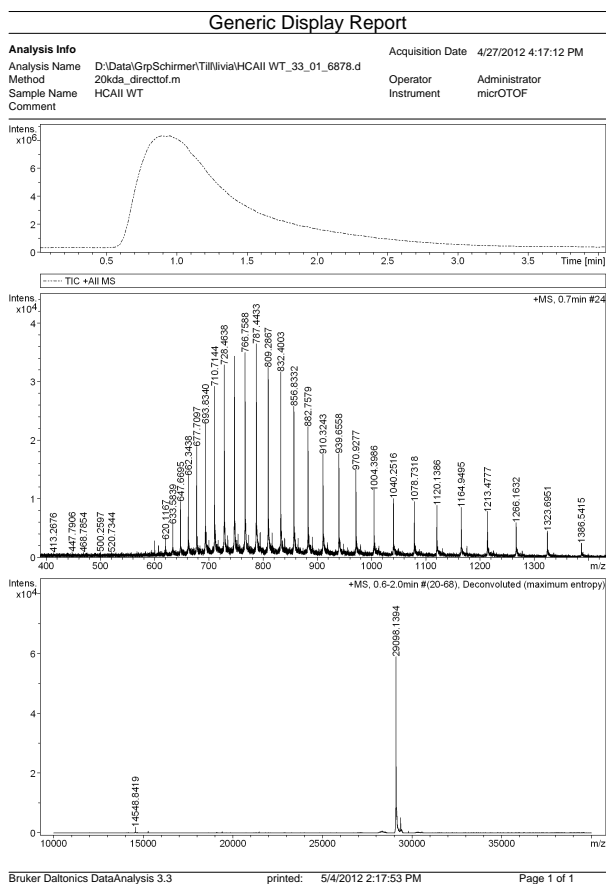 Generic Display Report
Analysis Info
Acquisition Date 4/27/2012 4:17:12 PM
Analysis Name D:\Data\GrpSchirmer\Till\livia\HCAII WT_33_01_6878.d
Method 20kda_directtof.m
Operator Administrator
Sample Name HCAII WT
Instrument micrOTOF
Comment
Intens.
x10^6
6
4
2
0
0.5 1.0 1.5 2.0 2.5 3.0 3.5 Time [min]
TIC +All MS
Intens.
x10^4
+MS, 0.7min #24
4
3
2
1
0
413.2676
447.7906
468.7854
500.2597
520.7344
620.1167
633.5839
647.6695
662.3438
677.7097
693.8340
710.7144
728.4638
766.7588
787.4433
809.2867
832.4003
856.8332
882.7579
910.3243
939.6558
970.9277
1004.3986
1040.2516
1078.7318
1120.1386
1164.9495
1213.4777
1266.1632
1323.6951
1386.5415
400 500 600 700 800 900 1000 1100 1200 1300 m/z
Intens.
x10^4
+MS, 0.6-2.0min #(20-68), Deconvoluted (maximum entropy)
6
4
2
0
14548.8419
29098.1394
10000 15000 20000 25000 30000 35000 m/z
Bruker Daltonics DataAnalysis 3.3 printed: 5/4/2012 2:17:53 PM Page 1 of 1